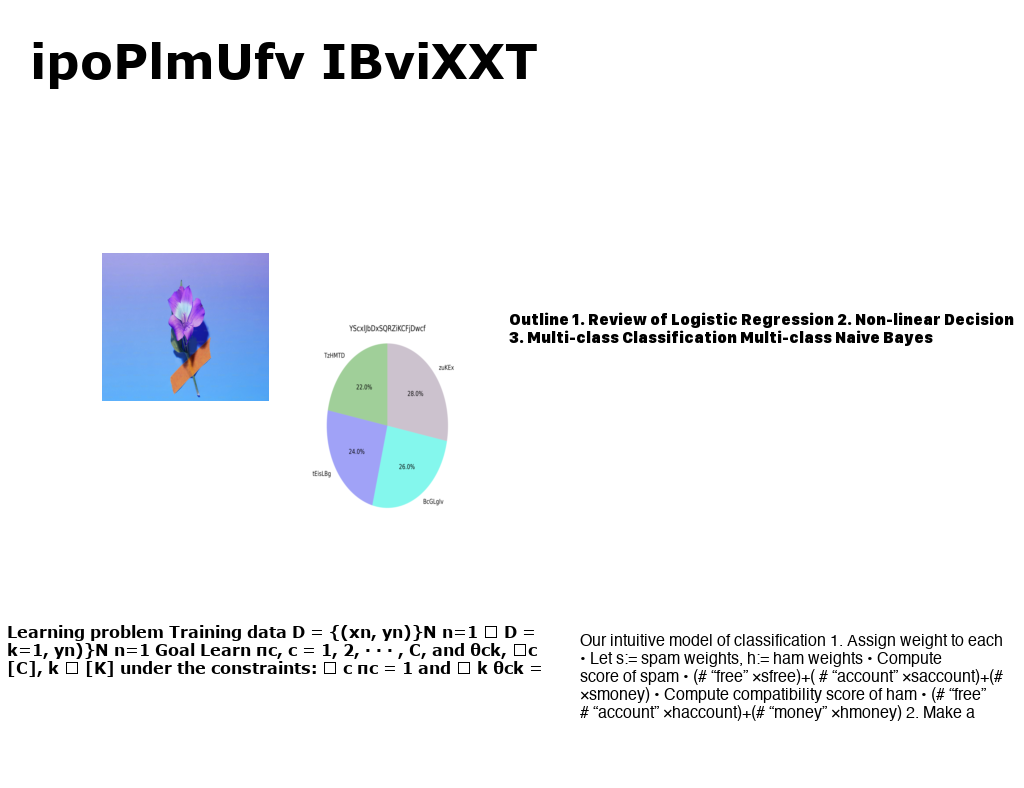 ipoPlmUfv IBviXXT
YScxlJbDxSQRZiKCFjDwcf
TzHMTD
zuKEx
22.0%
28.0%
24.0%
26.0%
tEisLBg
BcGLgIv
Outline 1. Review of Logistic Regression 2. Non-linear Decision
3. Multi-class Classification Multi-class Naive Bayes
Learning problem Training data D = {(xn, yn)}N n=1 □ D =
k=1, yn)}N n=1 Goal Learn πc, c = 1, 2, · · · , C, and θck, □c
[C], k □ [K] under the constraints: □ c πc = 1 and □ k θck =
Our intuitive model of classification 1. Assign weight to each
• Let s:= spam weights, h:= ham weights • Compute
score of spam • (# “free” ×sfree)+( # “account” ×saccount)+(#
×smoney) • Compute compatibility score of ham • (# “free”
# “account” ×haccount)+(# “money” ×hmoney) 2. Make a